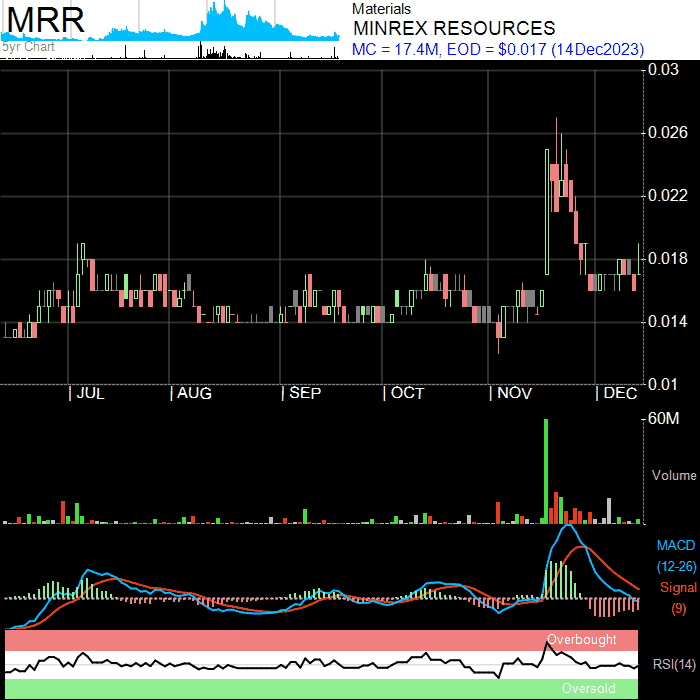 MRR
5yr Chart
Materials
MINREX RESOURCES
MC = 17.4M, EOD = $0.017 (14Dec2023)
0.03
0.026
0.022
0.018
0.014
0.01
| JUL | AUG | SEP | OCT | NOV | DEC
60M
Volume
MACD
(12-26)
Signal
(9)
Overbought
RSI(14)
Oversold